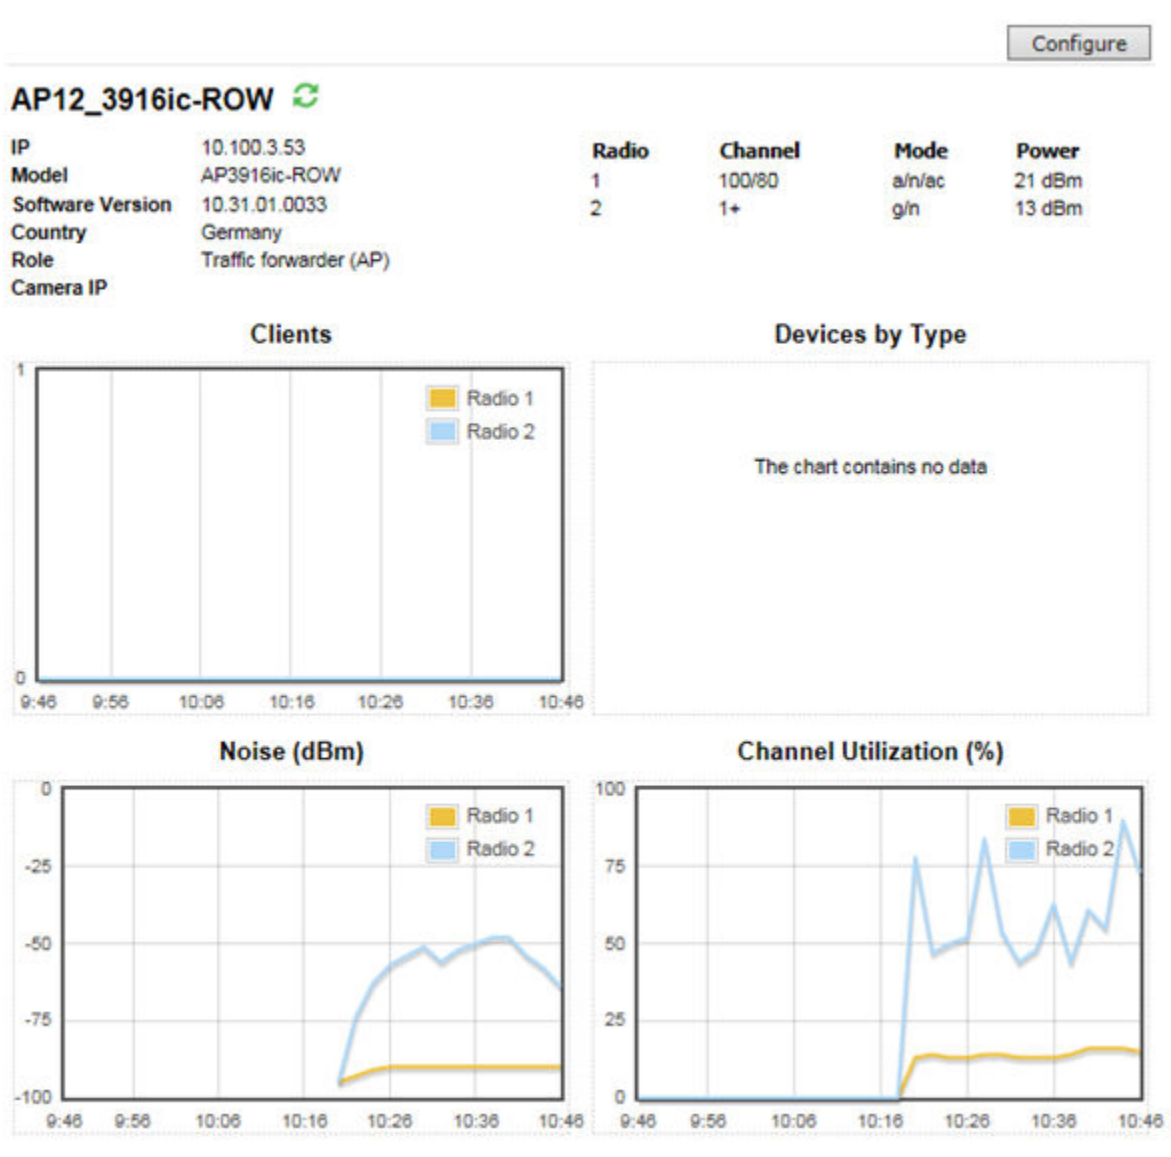 Configure
AP12_3916ic-ROW
IP 10.100.3.53
Model AP3916ic-ROW
Software Version 10.31.01.0033
Country Germany
Role Traffic forwarder (AP)
Camera IP
Radio Channel Mode Power
1 100/80 a/n/ac 21 dBm
2 1+ g/n 13 dBm
Clients
1
Radio 1
Radio 2
0
9:46 9:56 10:06 10:16 10:26 10:36 10:46
Devices by Type
The chart contains no data
Noise (dBm)
0
Radio 1
Radio 2
-25
-50
-75
-100
9:46 9:56 10:06 10:16 10:26 10:36 10:46
Channel Utilization (%)
100
Radio 1
Radio 2
75
50
25
0
9:46 9:56 10:06 10:16 10:26 10:36 10:46